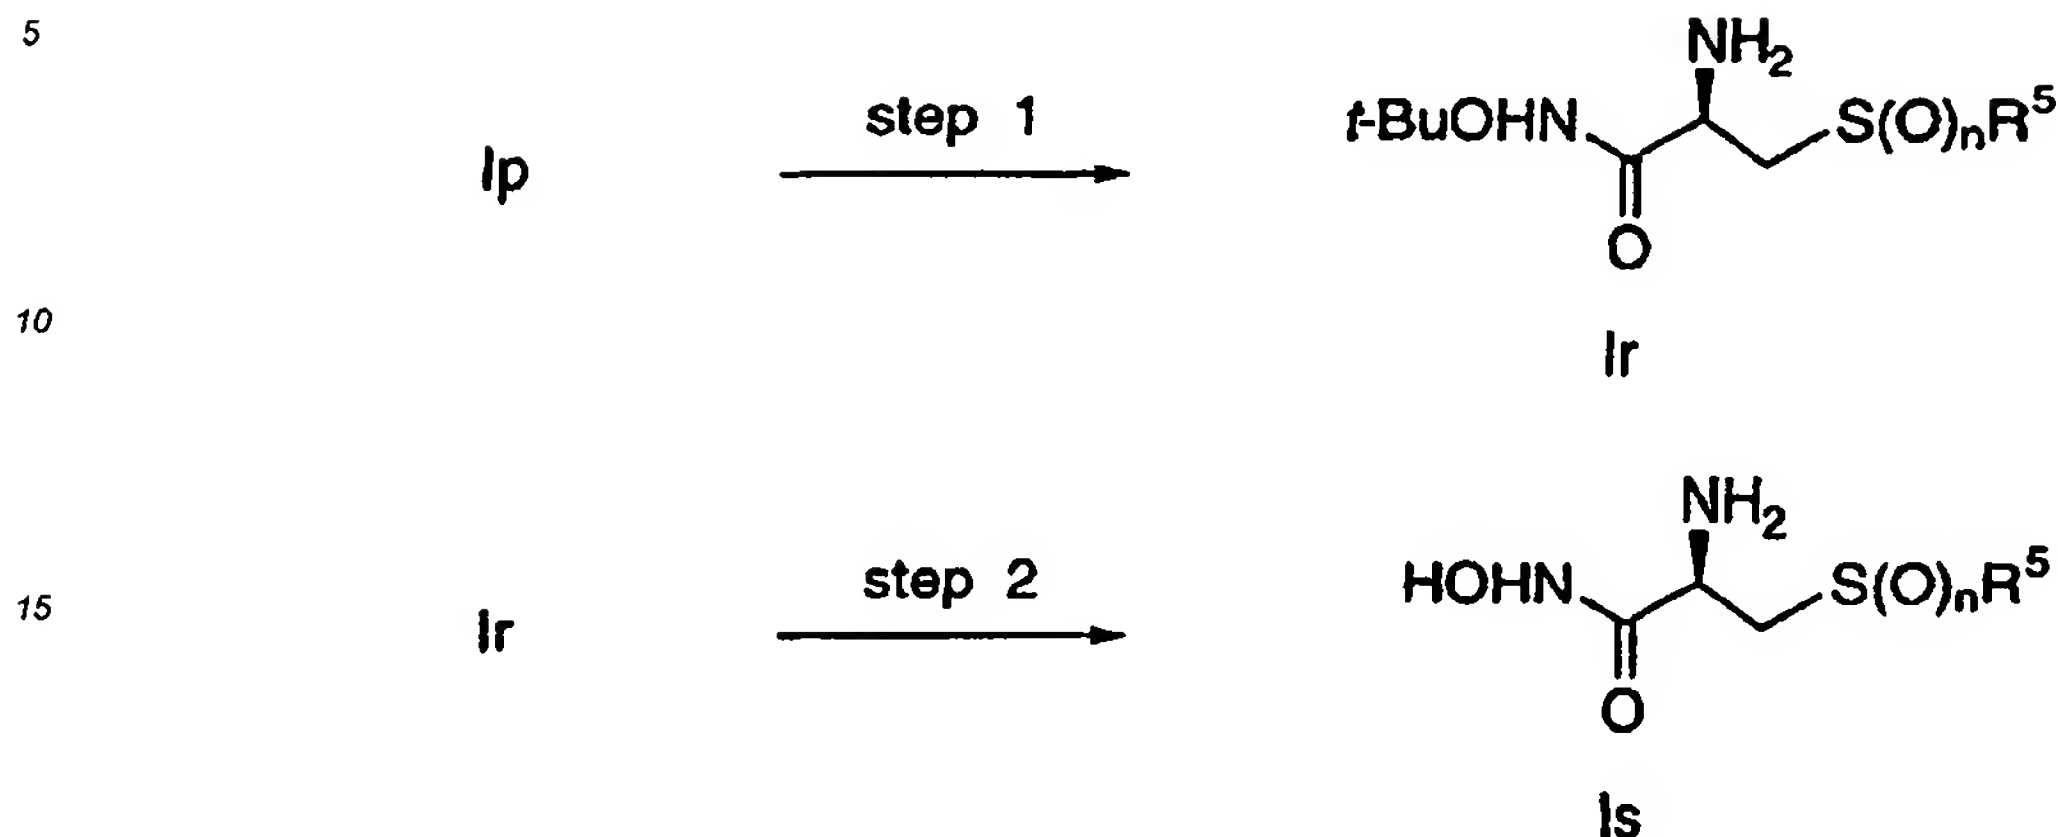 5
NH2
t-BuOHN
S(O)nR5
step 1
Ip
O
10
Ir
NH2
HOHN
S(O)nR5
step 2
15
Ir
O
Is